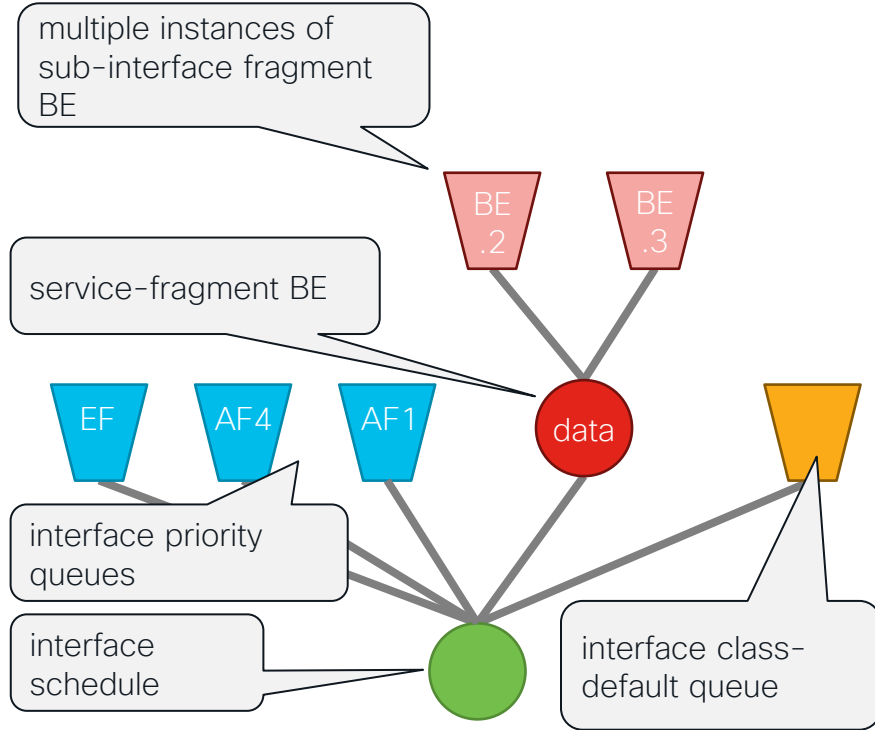 multiple instances of
sub-interface fragment
BE
BE
.2
BE
.3
service-fragment BE
EF
AF4
AF1
data
interface priority
queues
interface
schedule
interface class-
default queue